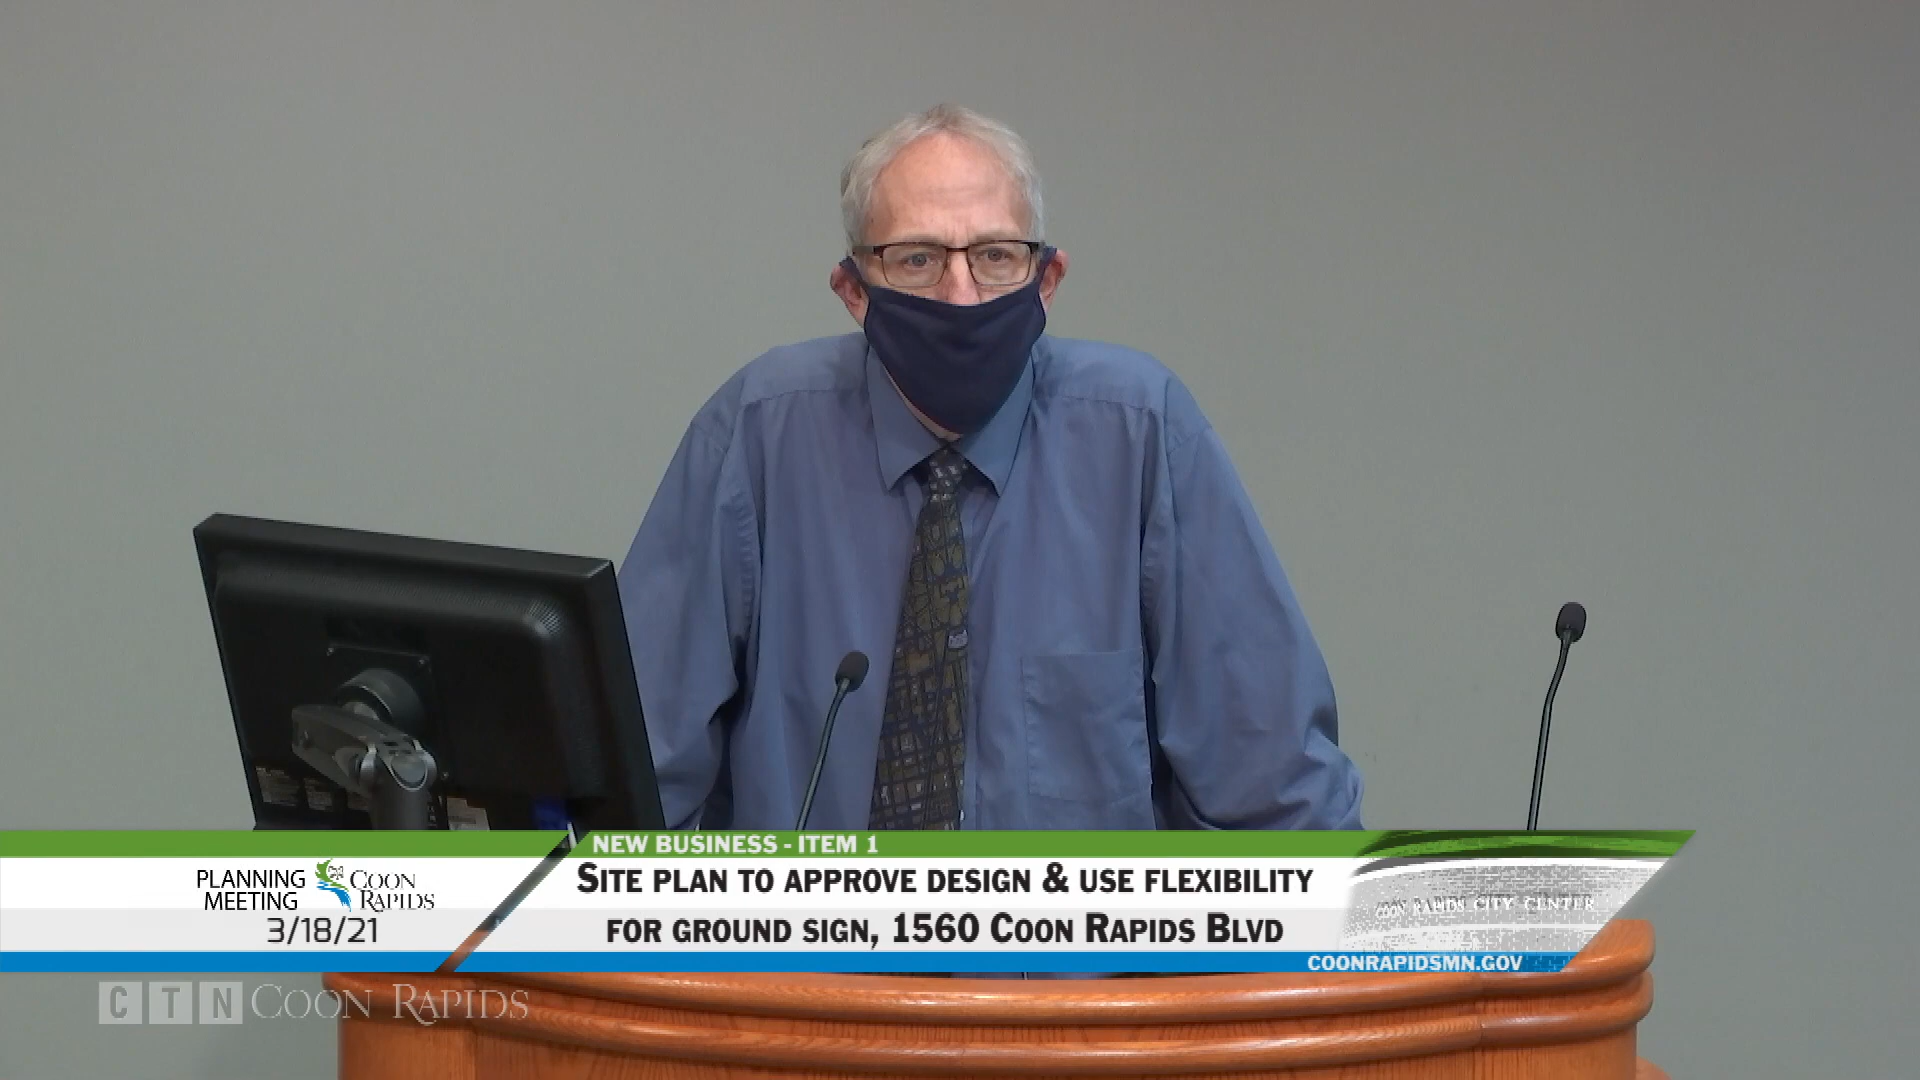 NEW BUSINESS - ITEM 1
SITE PLAN TO APPROVE DESIGN & USE FLEXIBILITY
FOR GROUND SIGN, 1560 COON RAPIDS BLVD
PLANNING
MEETING
COON
RAPIDS
3/18/21
COON RAPIDS CITY CENTER
COONRAPIDSMN.GOV
CTN COON RAPIDS